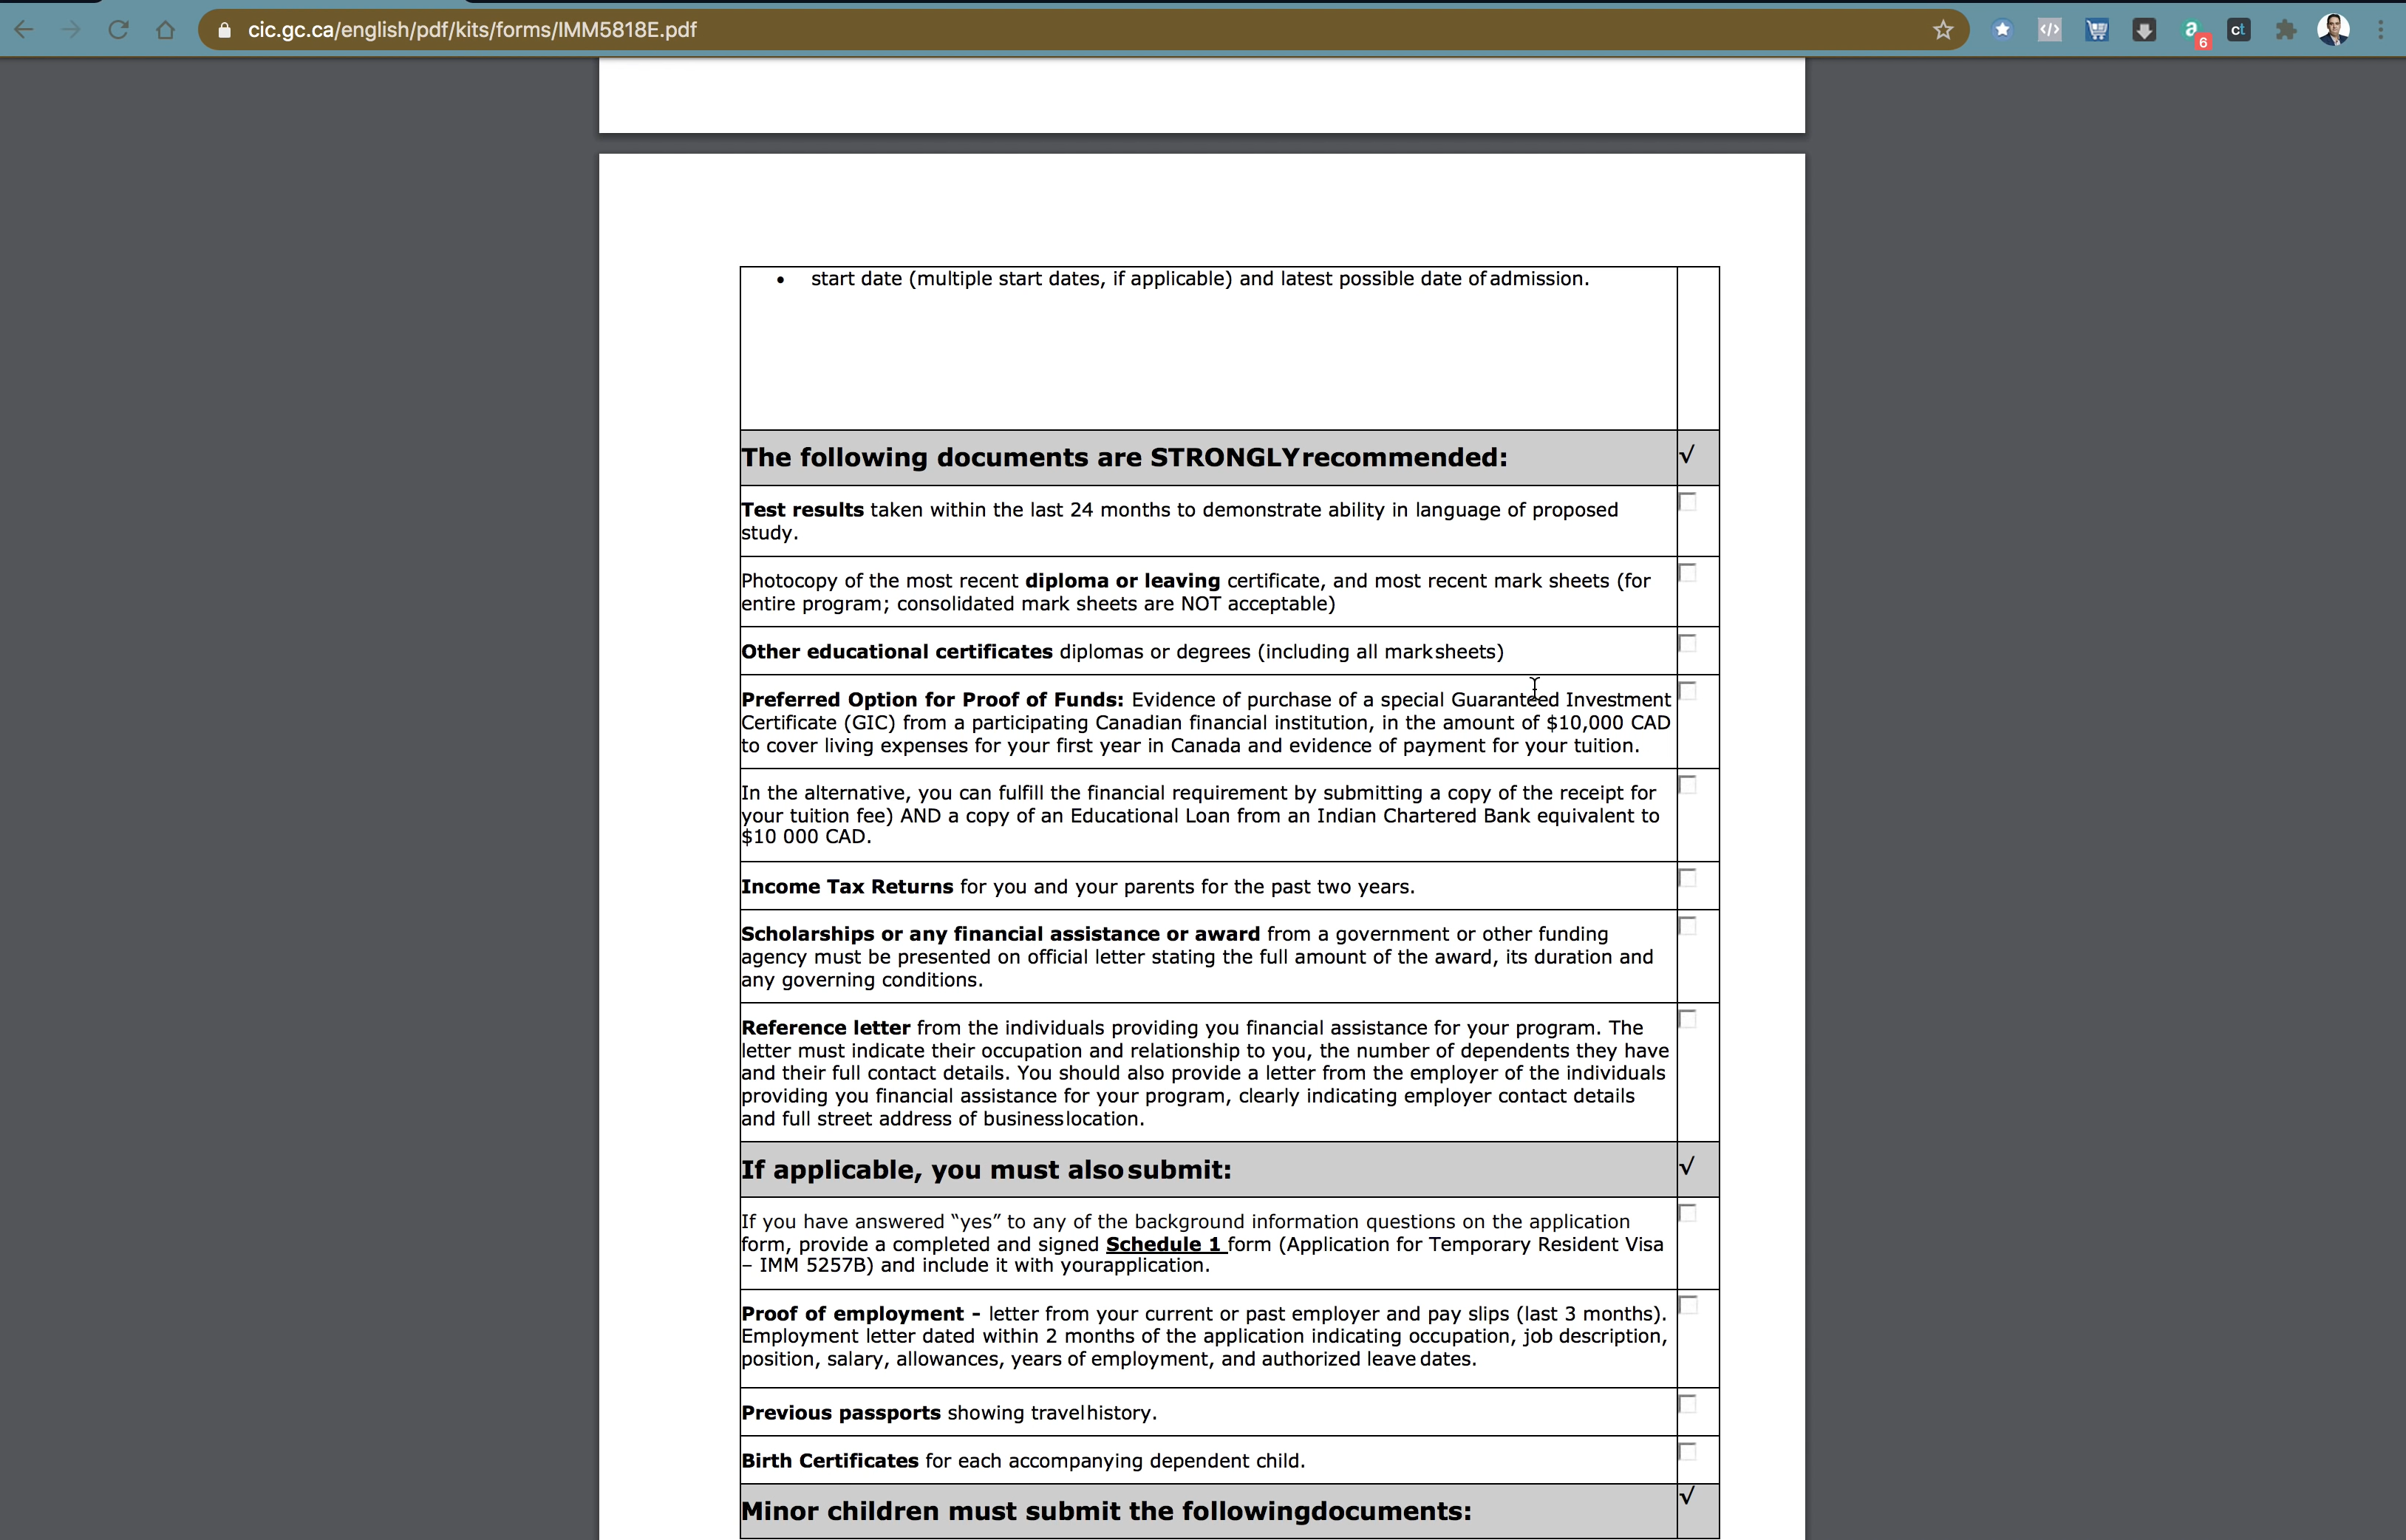 cic.gc.ca/english/pdf/kits/forms/IMM5818E.pdf
</>
a
6
ct
• start date (multiple start dates, if applicable) and latest possible date of admission.
The following documents are STRONGLY recommended: √
Test results taken within the last 24 months to demonstrate ability in language of proposed
study.
Photocopy of the most recent diploma or leaving certificate, and most recent mark sheets (for
entire program; consolidated mark sheets are NOT acceptable)
Other educational certificates diplomas or degrees (including all mark sheets)
Preferred Option for Proof of Funds: Evidence of purchase of a special Guaranteed Investment
Certificate (GIC) from a participating Canadian financial institution, in the amount of $10,000 CAD
to cover living expenses for your first year in Canada and evidence of payment for your tuition.
In the alternative, you can fulfill the financial requirement by submitting a copy of the receipt for
your tuition fee) AND a copy of an Educational Loan from an Indian Chartered Bank equivalent to
$10 000 CAD.
Income Tax Returns for you and your parents for the past two years.
Scholarships or any financial assistance or award from a government or other funding
agency must be presented on official letter stating the full amount of the award, its duration and
any governing conditions.
Reference letter from the individuals providing you financial assistance for your program. The
letter must indicate their occupation and relationship to you, the number of dependents they have
and their full contact details. You should also provide a letter from the employer of the individuals
providing you financial assistance for your program, clearly indicating employer contact details
and full street address of business location.
If applicable, you must also submit: √
If you have answered “yes” to any of the background information questions on the application
form, provide a completed and signed Schedule 1 form (Application for Temporary Resident Visa
– IMM 5257B) and include it with yourapplication.
Proof of employment - letter from your current or past employer and pay slips (last 3 months).
Employment letter dated within 2 months of the application indicating occupation, job description,
position, salary, allowances, years of employment, and authorized leave dates.
Previous passports showing travel history.
Birth Certificates for each accompanying dependent child.
Minor children must submit the followingdocuments: √